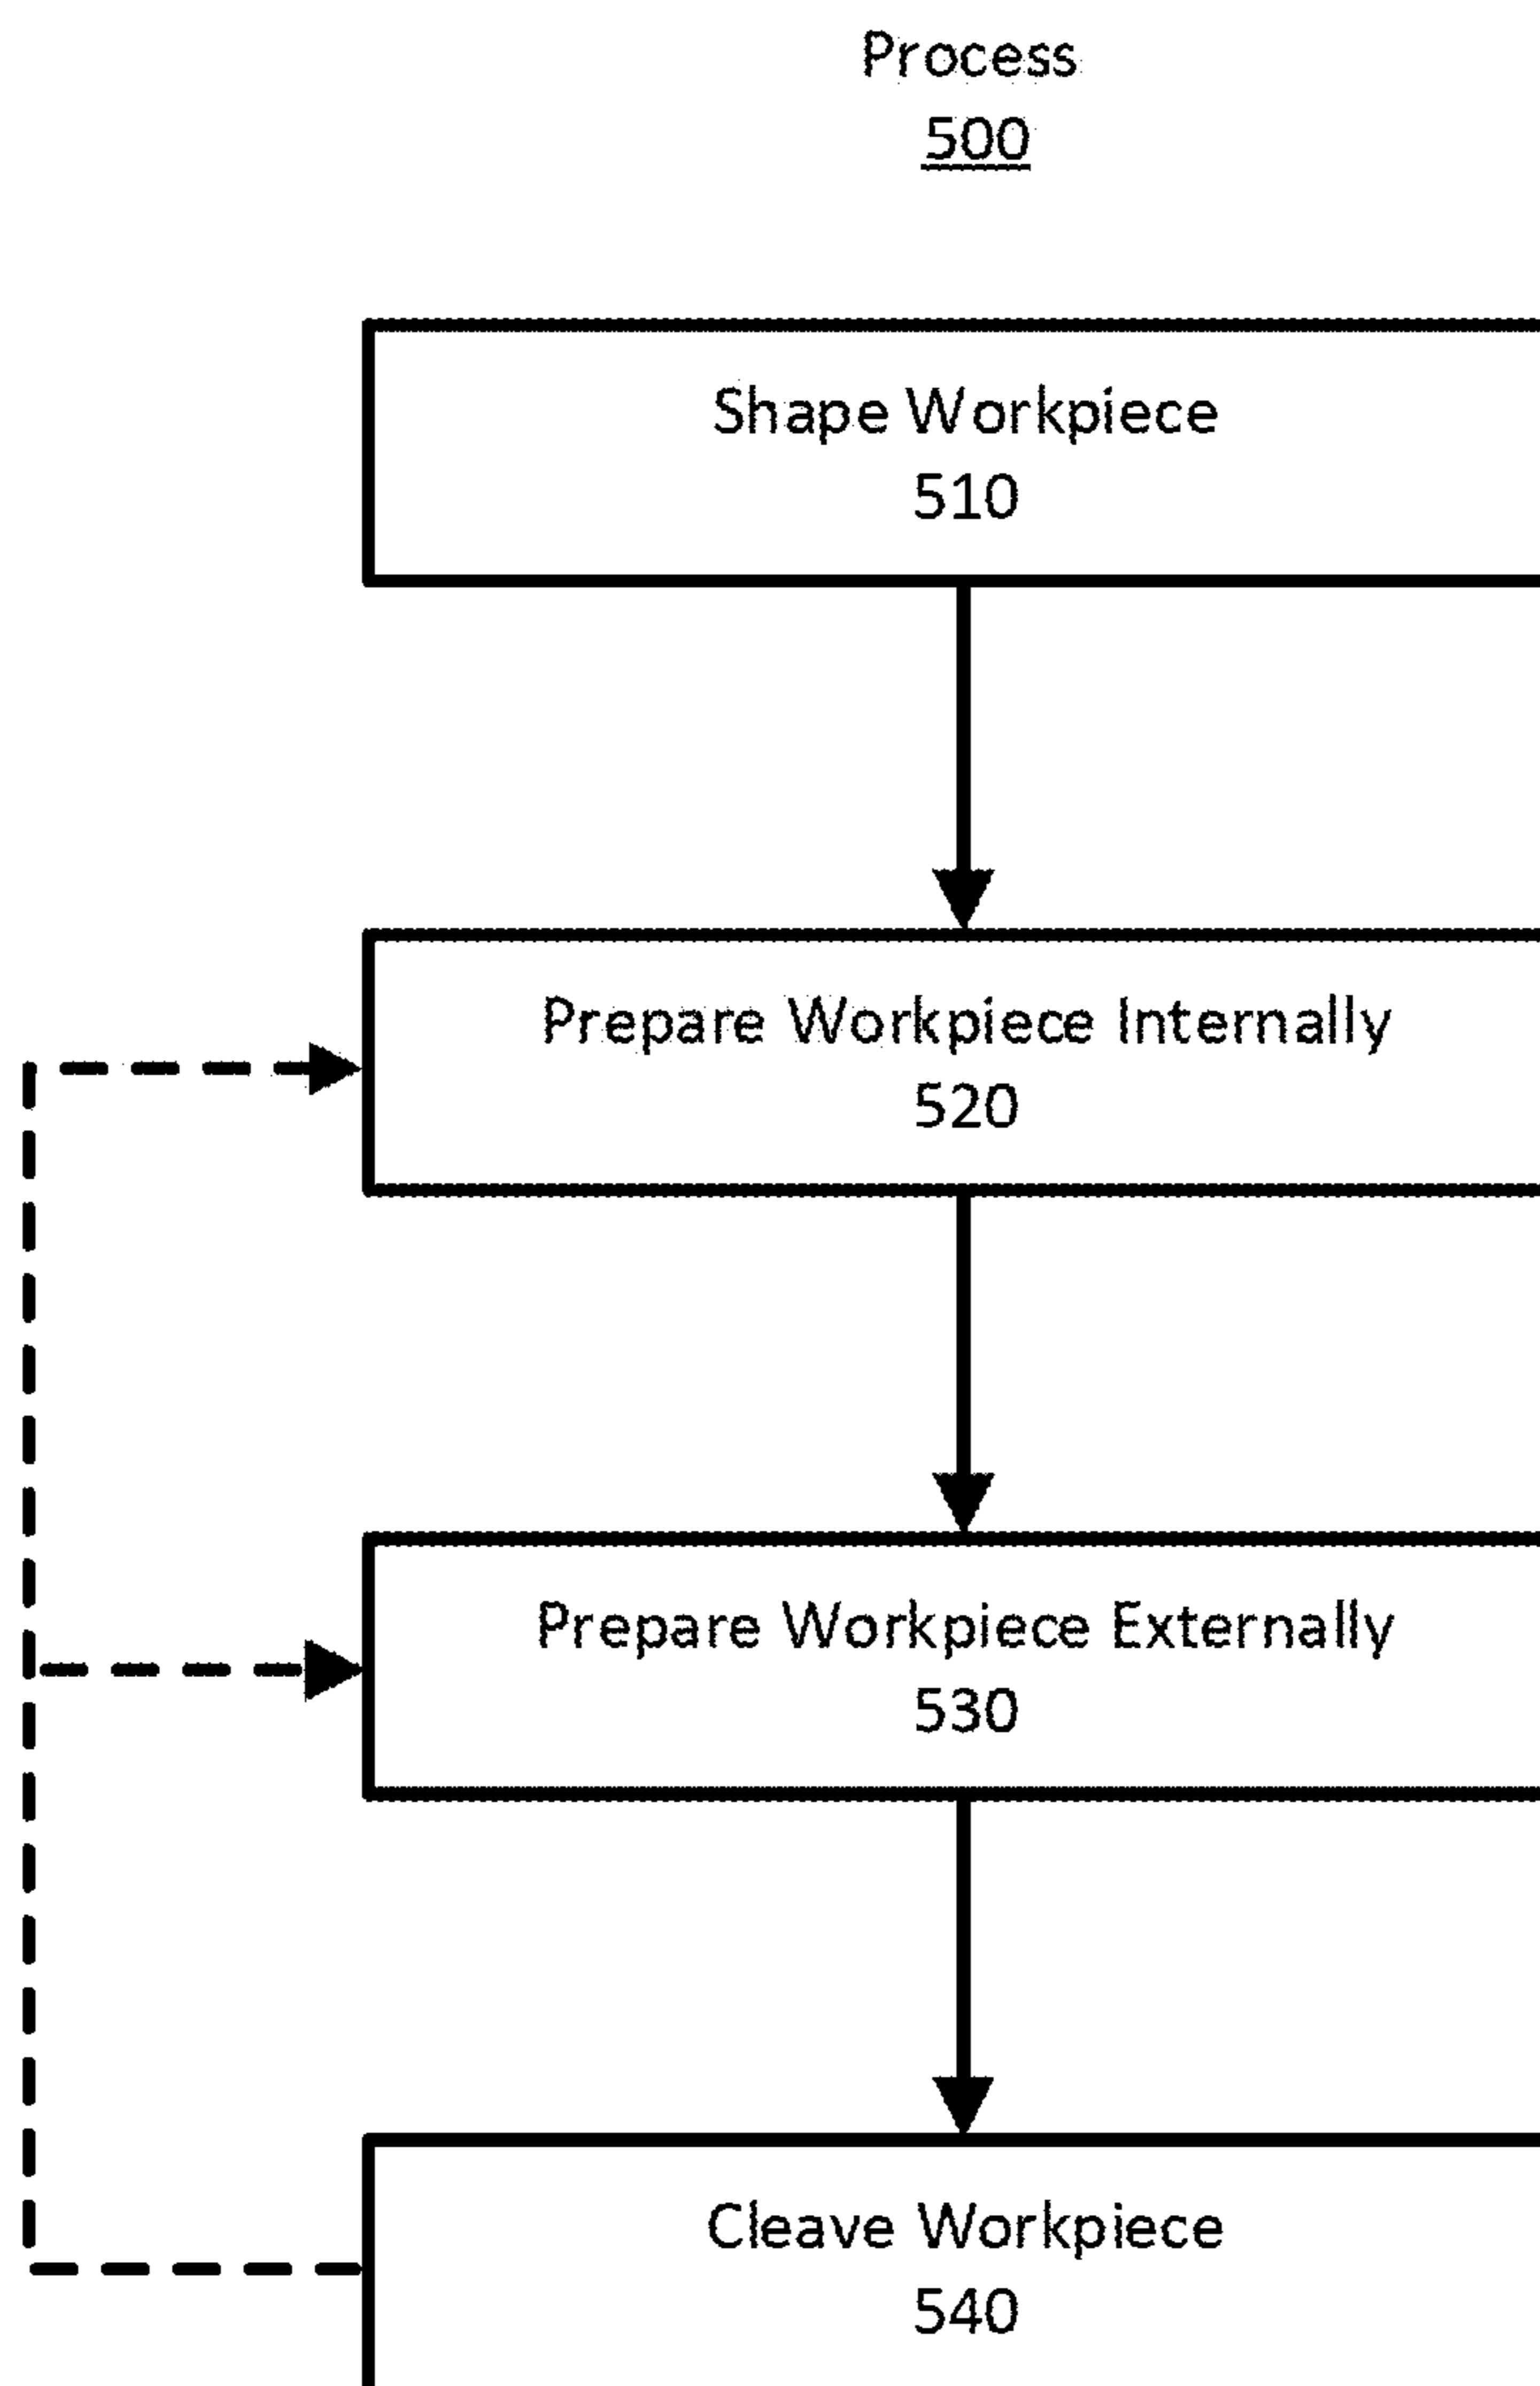 Process
500
Shape Workpiece
510
Prepare Workpiece Internally
520
Prepare Workpiece Externally
530
Cleave Workpiece
540